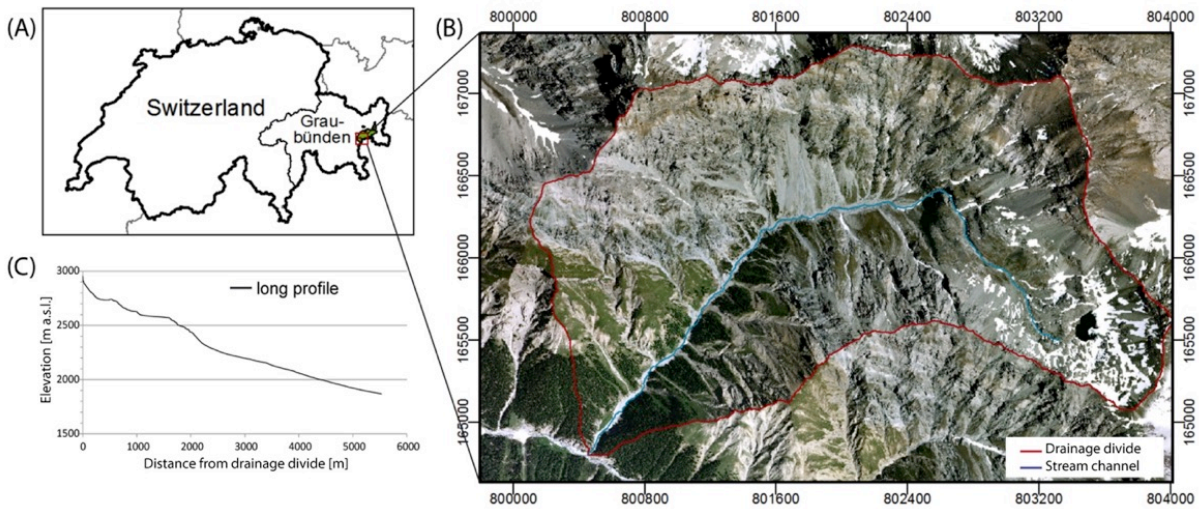 (A)
Switzerland
Grau-
bünden
(B)
800000 800800 801600 802400 803200 804000
167000
166500
166000
165500
165000
167000
166500
166000
165500
165000
800000 800800 801600 802400 803200 804000
Drainage divide
Stream channel
(C)
Elevation [m a.s.l.]
3000
2500
2000
1500
long profile
0 1000 2000 3000 4000 5000 6000
Distance from drainage divide [m]